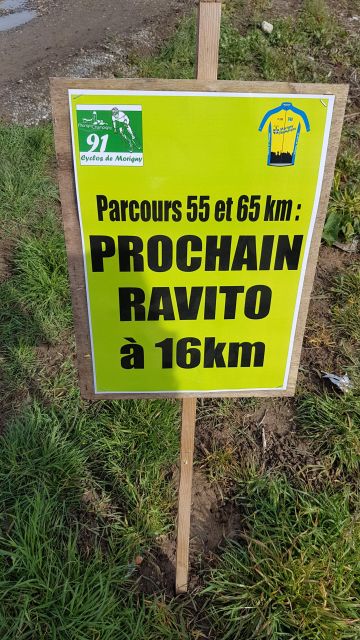 91
Cyclos de Morigny
Parcours 55 et 65 km :
PROCHAIN
RAVITO
à 16km